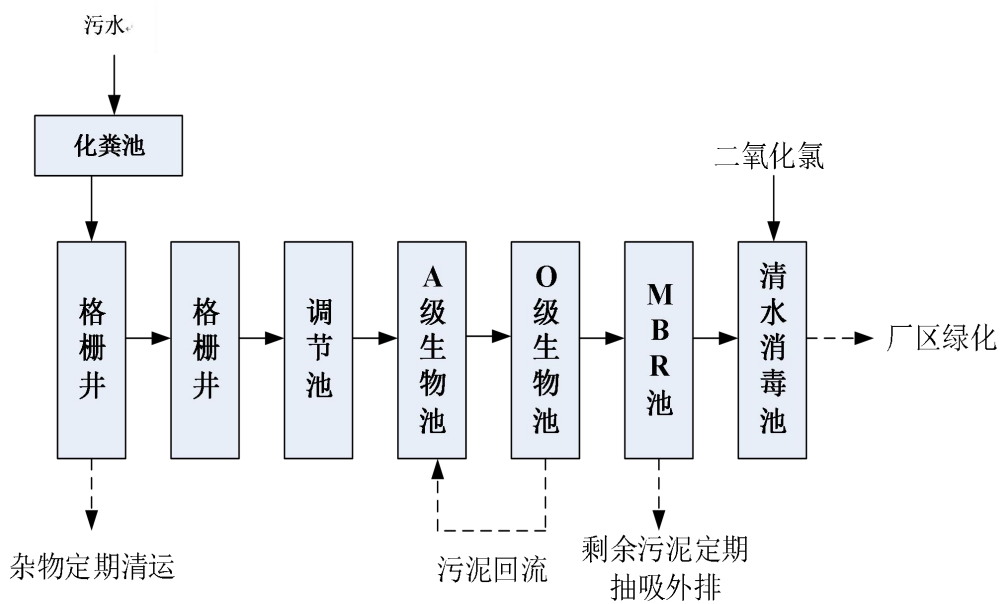 污水
化粪池
二氧化氯
格栅井
格栅井
调节池
A级生物池
O级生物池
MBR池
清水消毒池
厂区绿化
杂物定期清运
污泥回流
剩余污泥定期
抽吸外排